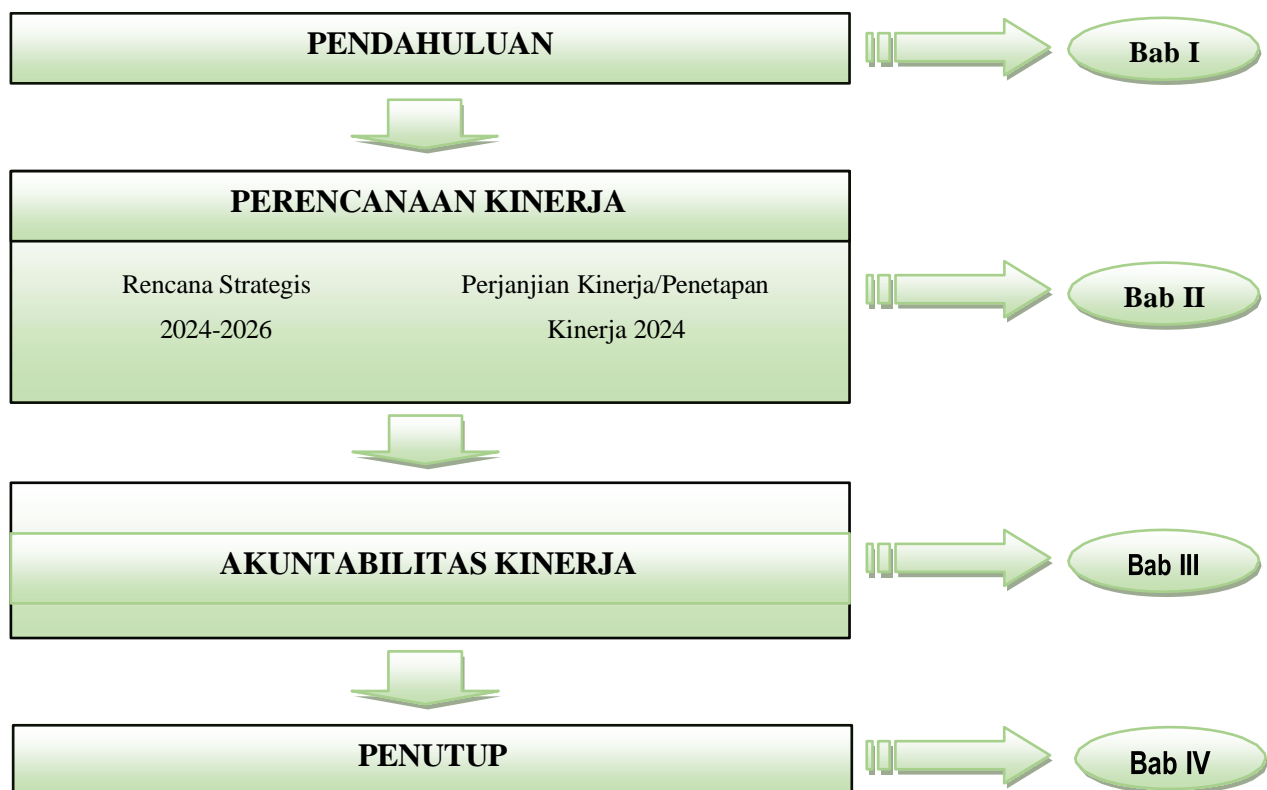 PENDAHULUAN
Bab I
PERENCANAAN KINERJA
Rencana Strategis
2024-2026
Perjanjian Kinerja/Penetapan
Kinerja 2024
Bab II
AKUNTABILITAS KINERJA
Bab III
PENUTUP
Bab IV